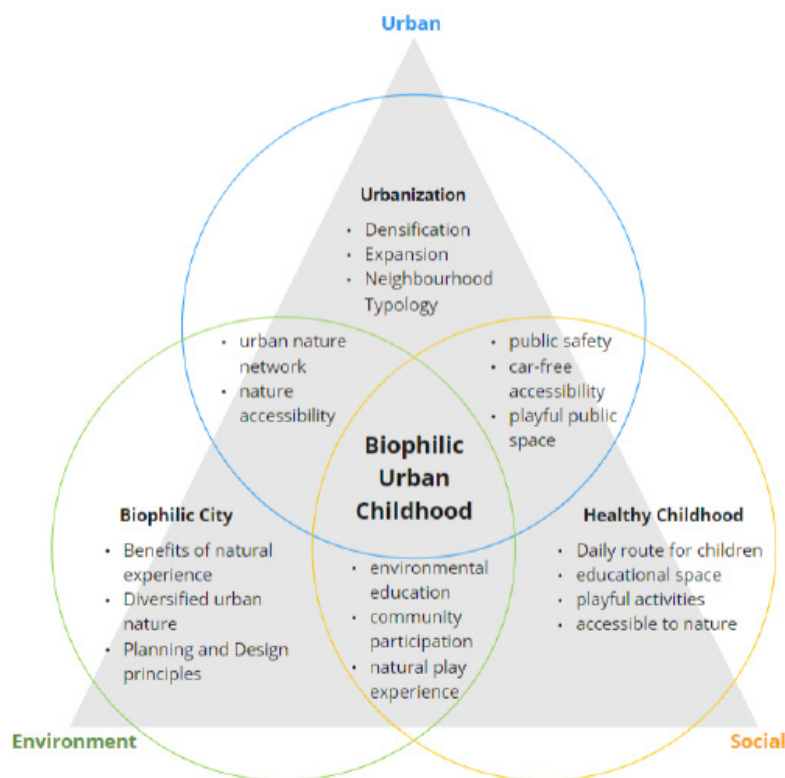 Urban
Urbanization
• Densification
• Expansion
• Neighbourhood
Typology
• urban nature
network
• nature
accessibility
• public safety
• car-free
accessibility
• playful public
space
Biophilic
Urban
Childhood
Biophilic City
• Benefits of natural
experience
• Diversified urban
nature
• Planning and Design
principles
• environmental
education
• community
participation
• natural play
experience
Healthy Childhood
• Daily route for children
• educational space
• playful activities
• accessible to nature
Environment
Social